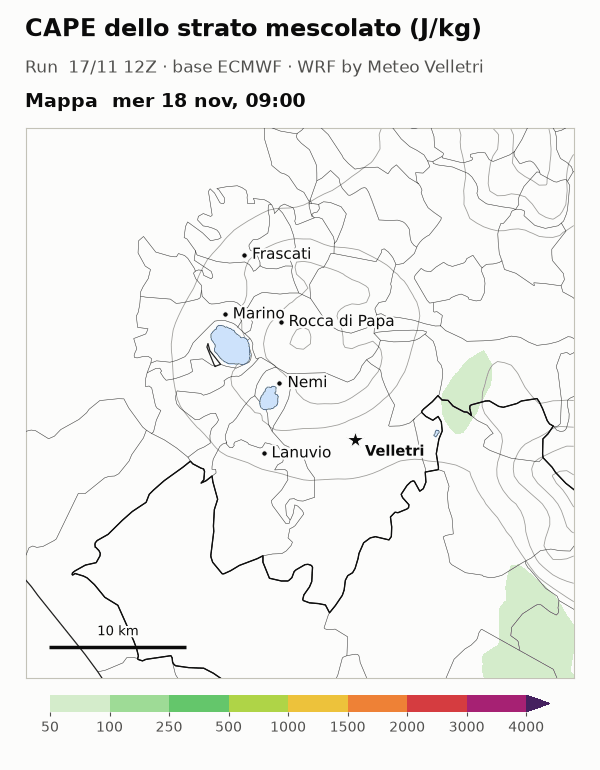 CAPE dello strato mescolato (J/kg)
Run  17/11 12Z · base ECMWF · WRF by Meteo Velletri
Mappa  mer 18 nov, 09:00
Frascati
Marino
Rocca di Papa
Nemi
Velletri
Lanuvio
10 km
50 100 250 500 1000 1500 2000 3000 4000